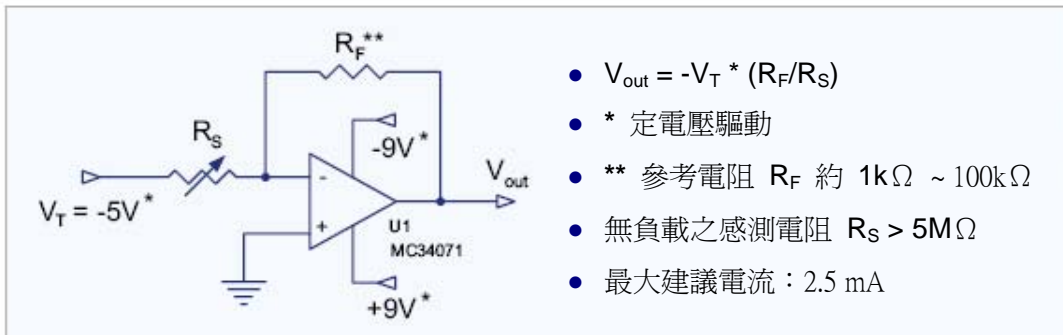 R_F**
R_S
-9V*
V_out
V_T = -5V*
-
+
U1
MC34071
+9V*
● V_out = -V_T * (R_F/R_S)
● * 定電壓驅動
● ** 參考電阻 R_F 約 1kΩ ~ 100kΩ
● 無負載之感測電阻 R_S > 5MΩ
● 最大建議電流：2.5 mA